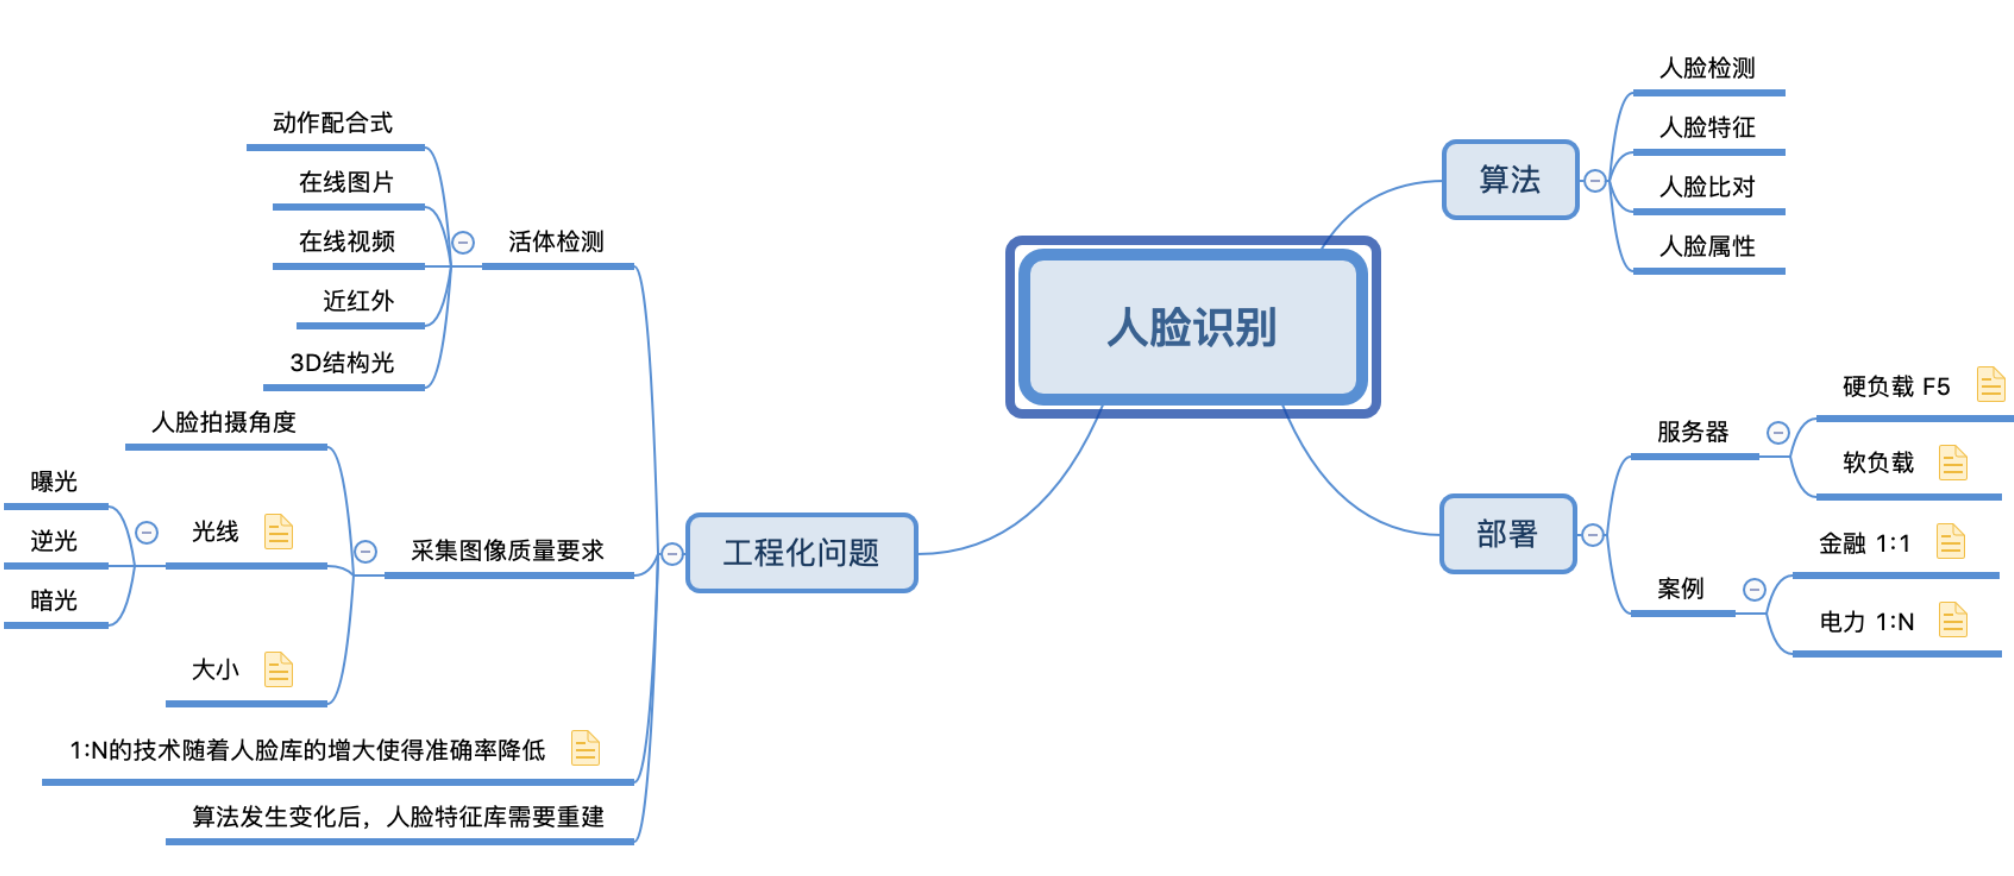 人脸识别
算法
人脸检测
人脸特征
人脸比对
人脸属性
部署
服务器
硬负载 F5
软负载
案例
金融 1:1
电力 1:N
工程化问题
活体检测
动作配合式
在线图片
在线视频
近红外
3D结构光
采集图像质量要求
人脸拍摄角度
光线
曝光
逆光
暗光
大小
1:N的技术随着人脸库的增大使得准确率降低
算法发生变化后，人脸特征库需要重建